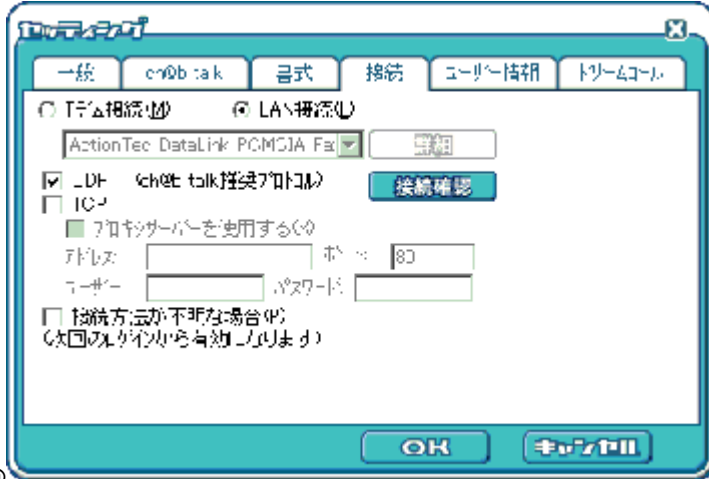 セッティング
一般 ch@b talk 書式 接続 ユーザー情報 ドリームコール
モデム接続(M) LAN接続(L)
ActionTec DataLink PCMCIA Fax 詳細
UDP (ch@b talk推奨プロトコル) 接続確認
TCP
プロキシサーバーを使用する(X)
アドレス: ポート: 80
ユーザー: パスワード:
接続方法が不明な場合(P)
(次回のログインから有効になります)
OK キャンセル